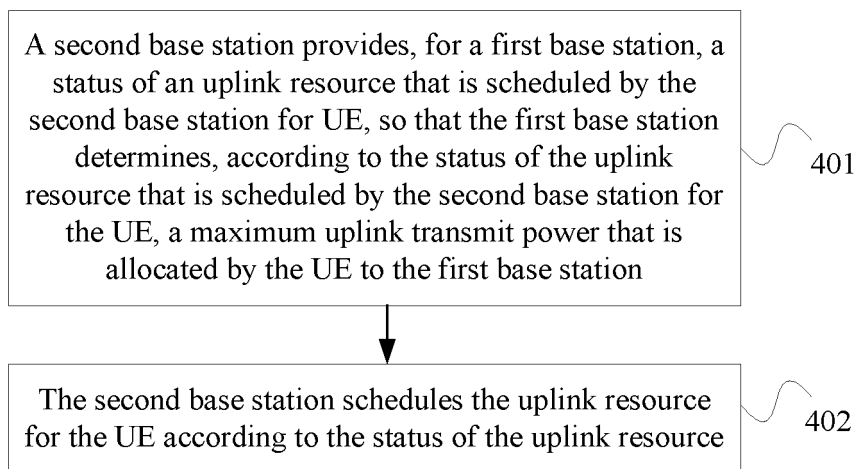 A second base station provides, for a first base station, a
status of an uplink resource that is scheduled by the
second base station for UE, so that the first base station
determines, according to the status of the uplink
resource that is scheduled by the second base station for
the UE, a maximum uplink transmit power that is
allocated by the UE to the first base station
401
The second base station schedules the uplink resource
for the UE according to the status of the uplink resource
402